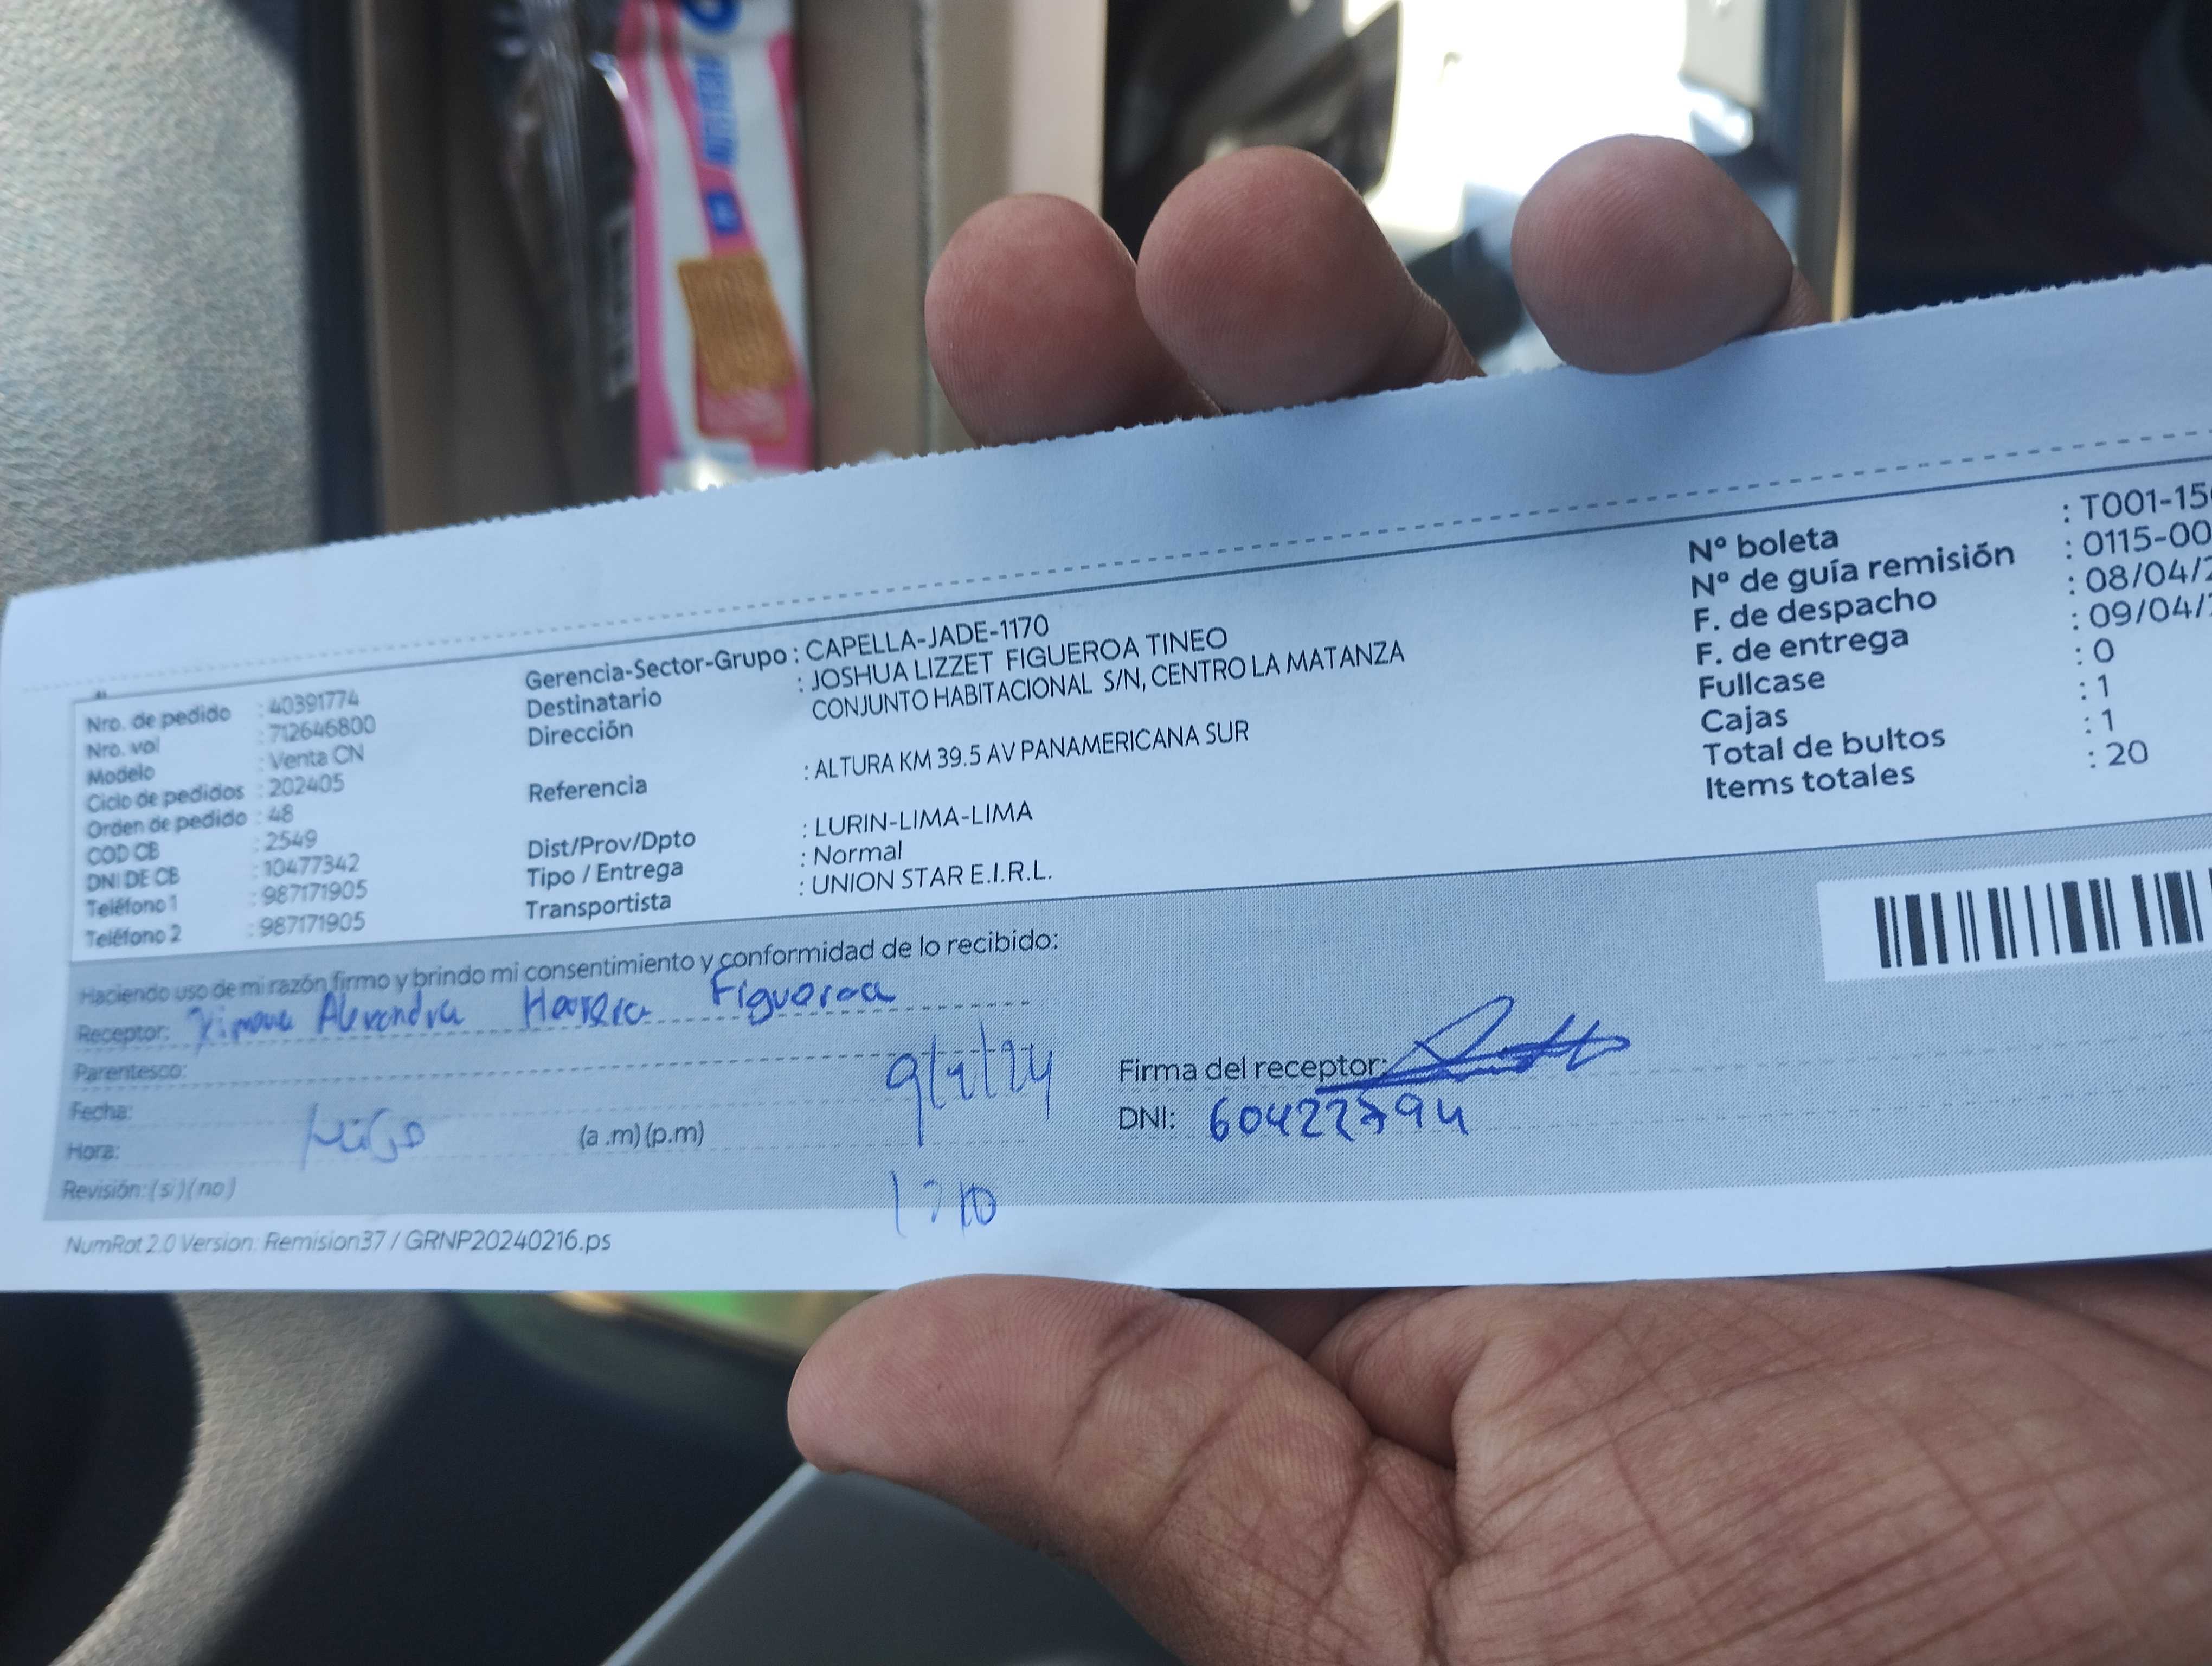 Nro. de pedido : 40391774
Nro. vol : 712646800
Modelo : Venta CN
Ciclo de pedidos : 202405
Orden de pedido : 48
COD CB : 2549
DNI DE CB : 10477342
Teléfono 1 : 987171905
Teléfono 2 : 987171905
Gerencia-Sector-Grupo : CAPELLA-JADE-1170
Destinatario : JOSHUA LIZZET FIGUEROA TINEO
Dirección CONJUNTO HABITACIONAL S/N, CENTRO LA MATANZA
Referencia : ALTURA KM 39.5 AV PANAMERICANA SUR
Dist/Prov/Dpto : LURIN-LIMA-LIMA
Tipo / Entrega : Normal
Transportista : UNION STAR E.I.R.L.
Nº boleta : T001-15
Nº de guía remisión : 0115-00
F. de despacho : 08/04/2
F. de entrega : 09/04/
Fullcase : 0
Cajas : 1
Total de bultos : 1
Items totales : 20
Haciendo uso de mi razón firmo y brindo mi consentimiento y conformidad de lo recibido:
Receptor: Ximena Alexandra Herrera Figueroa
Parentesco:
Fecha: 9/4/24
Hora: (a .m) (p.m)
Revisión: ( si ) ( no )
Firma del receptor:
DNI: 60422794
NumRot 2.0 Version: Remision37 / GRNP20240216.ps